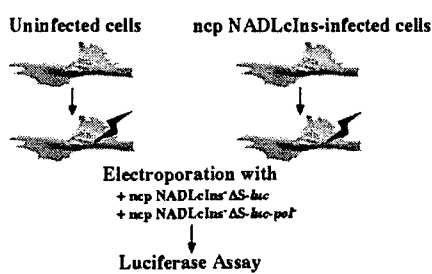 Uninfected cells
ncp NADLcIns-infected cells
Electroporation with
+ ncp NADLcIns⁻ΔS-luc
+ ncp NADLcIns⁻ΔS-luc-pol⁻
Luciferase Assay